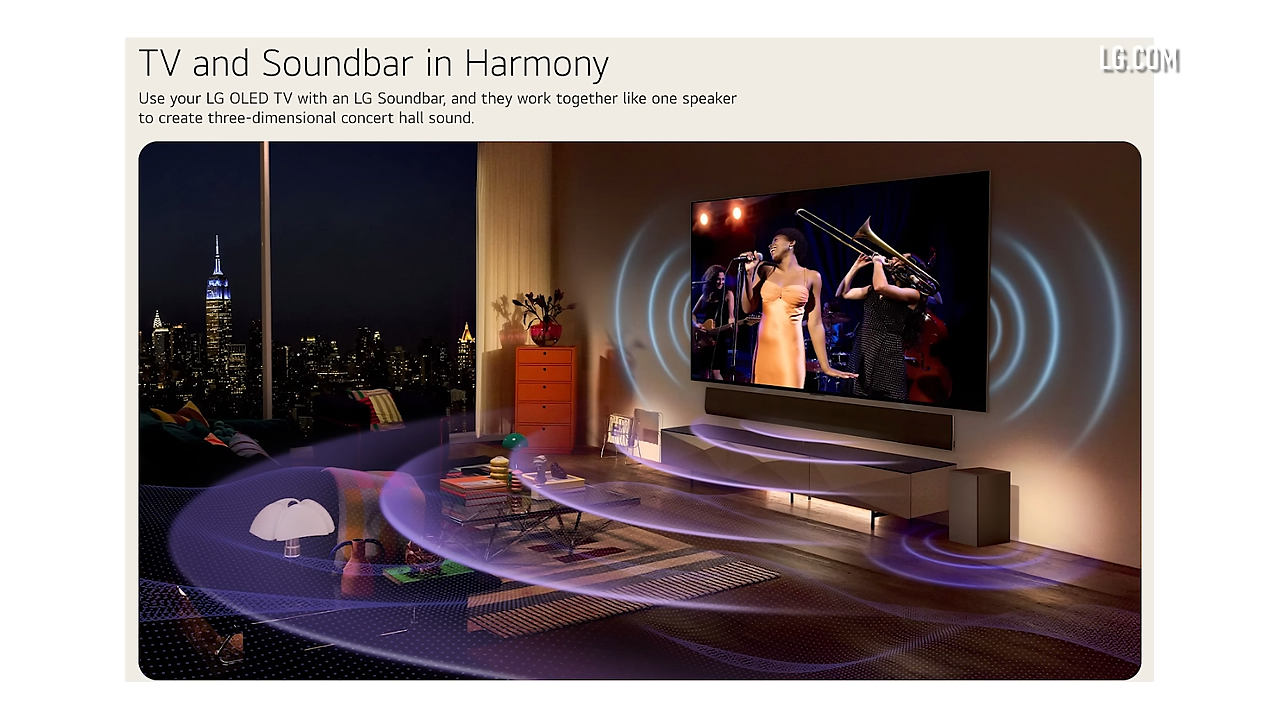 TV and Soundbar in Harmony
LG.COM
Use your LG OLED TV with an LG Soundbar, and they work together like one speaker
to create three-dimensional concert hall sound.